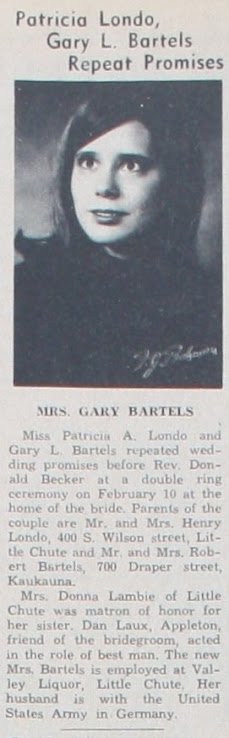 Patricia Londo,
Gary L. Bartels
Repeat Promises
MRS. GARY BARTELS
Miss Patricia A. Londo and
Gary L. Bartels repeated wed-
ding promises before Rev. Don-
ald Becker at a double ring
ceremony on February 10 at the
home of the bride. Parents of the
couple are Mr. and Mrs. Henry
Londo, 400 S. Wilson street, Lit-
tle Chute and Mr. and Mrs. Rob-
ert Bartels, 700 Draper street,
Kaukauna.
Mrs. Donna Lambie of Little
Chute was matron of honor for
her sister. Dan Laux, Appleton,
friend of the bridegroom, acted
in the role of best man. The new
Mrs. Bartels is employed at Val-
ley Liquor, Little Chute. Her
husband is with the United
States Army in Germany.